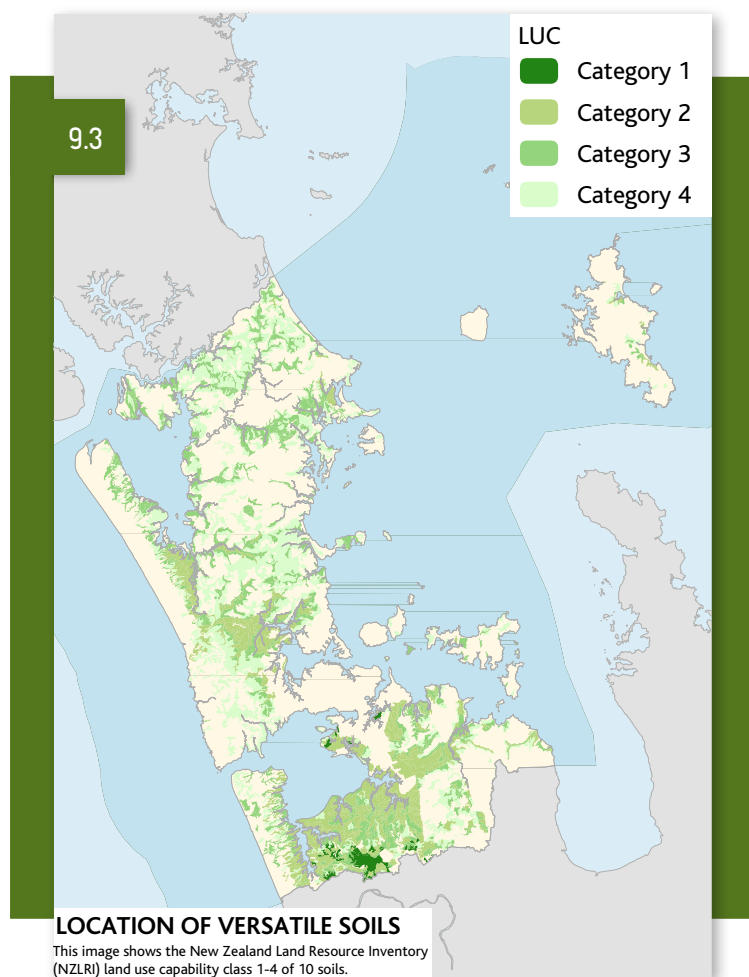 9.3
LUC
Category 1
Category 2
Category 3
Category 4
LOCATION OF VERSATILE SOILS
This image shows the New Zealand Land Resource Inventory
(NZLRI) land use capability class 1-4 of 10 soils.